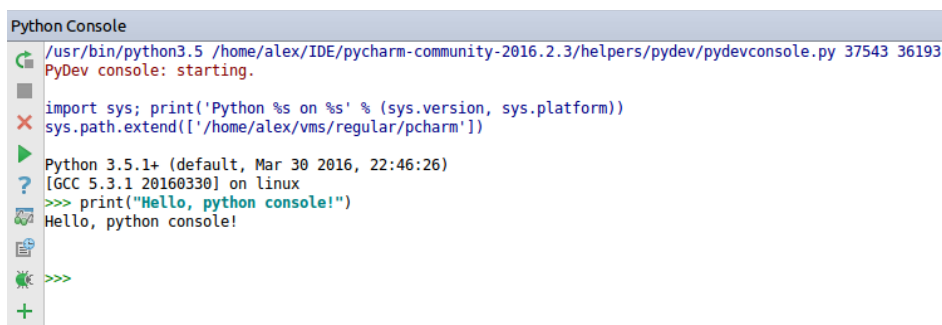 Python Console
/usr/bin/python3.5 /home/alex/IDE/pycharm-community-2016.2.3/helpers/pydev/pydevconsole.py 37543 36193
PyDev console: starting.
import sys; print('Python %s on %s' % (sys.version, sys.platform))
sys.path.extend(['/home/alex/vms/regular/pcharm'])
Python 3.5.1+ (default, Mar 30 2016, 22:46:26)
[GCC 5.3.1 20160330] on linux
>>> print("Hello, python console!")
Hello, python console!
>>>